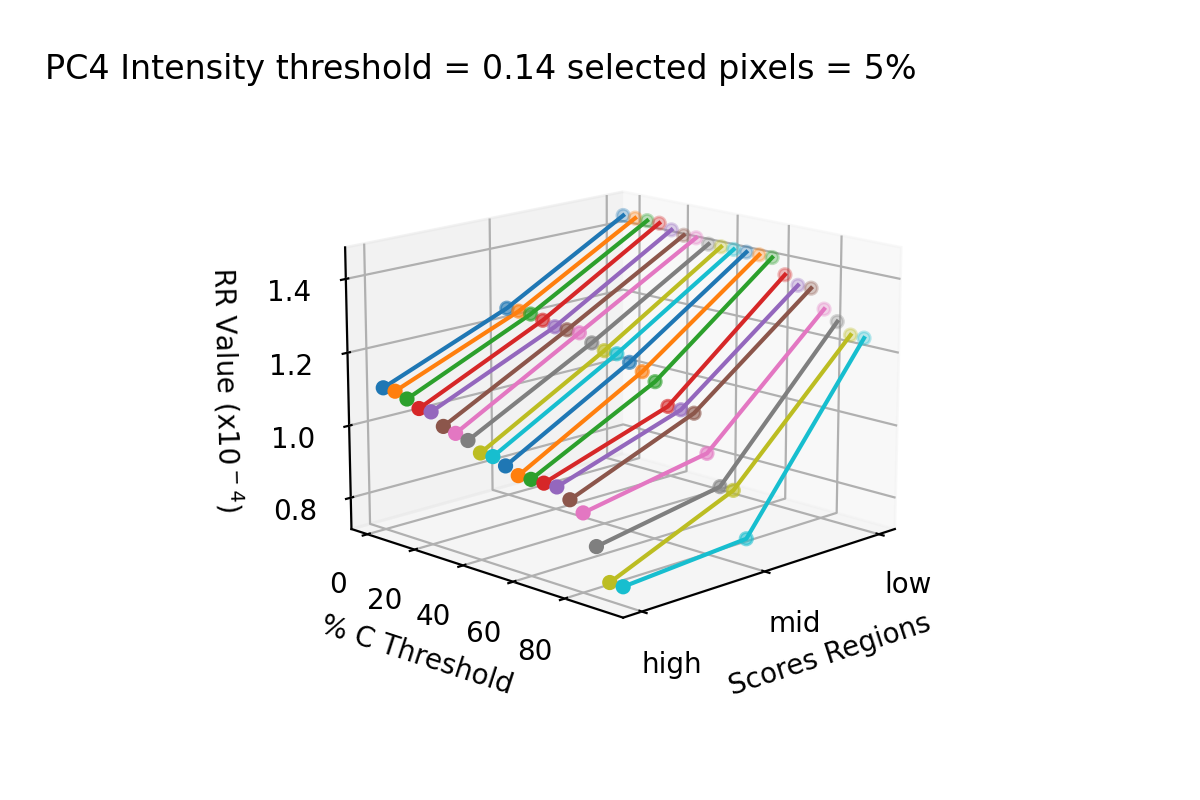 PC4 Intensity threshold = 0.14 selected pixels = 5%
RR Value (x10⁻⁴)
1.4
1.2
1.0
0.8
0
20
40
60
80
% C Threshold
high
mid
low
Scores Regions